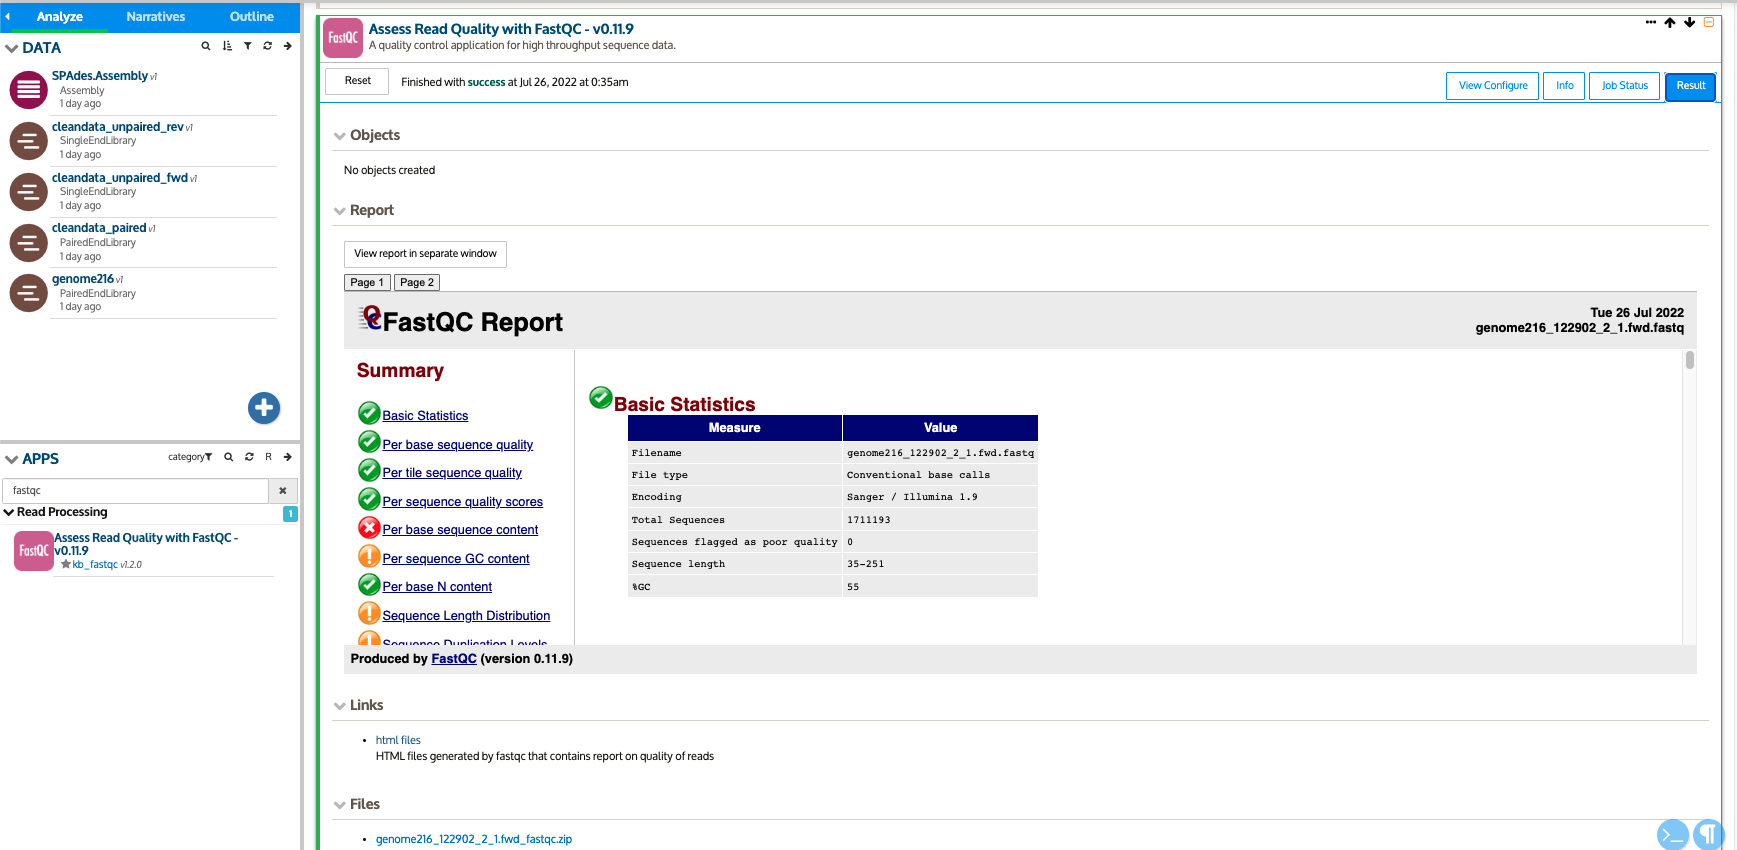 Analyze Narratives Outline
DATA
SPAdes.Assembly v1
Assembly
1 day ago
cleandata_unpaired_rev v1
SingleEndLibrary
1 day ago
cleandata_unpaired_fwd v1
SingleEndLibrary
1 day ago
cleandata_paired v1
PairedEndLibrary
1 day ago
genome216 v1
PairedEndLibrary
1 day ago
APPS
category R
fastqc
Read Processing 1
FastQC
Assess Read Quality with FastQC -
v0.11.9
kb_fastqc v1.2.0
FastQC
Assess Read Quality with FastQC - v0.11.9
A quality control application for high throughput sequence data.
Reset Finished with success at Jul 26, 2022 at 0:35am
View Configure Info Job Status Result
Objects
No objects created
Report
View report in separate window
Page 1 Page 2
FastQC Report
Tue 26 Jul 2022
genome216_122902_2_1.fwd.fastq
Summary
Basic Statistics
Per base sequence quality
Per tile sequence quality
Per sequence quality scores
Per base sequence content
Per sequence GC content
Per base N content
Sequence Length Distribution
Sequence Duplication Levels
Basic Statistics
Measure Value
Filename genome216_122902_2_1.fwd.fastq
File type Conventional base calls
Encoding Sanger / Illumina 1.9
Total Sequences 1711193
Sequences flagged as poor quality 0
Sequence length 35-251
%GC 55
Produced by FastQC (version 0.11.9)
Links
• html files
HTML files generated by fastqc that contains report on quality of reads
Files
• genome216_122902_2_1.fwd_fastqc.zip